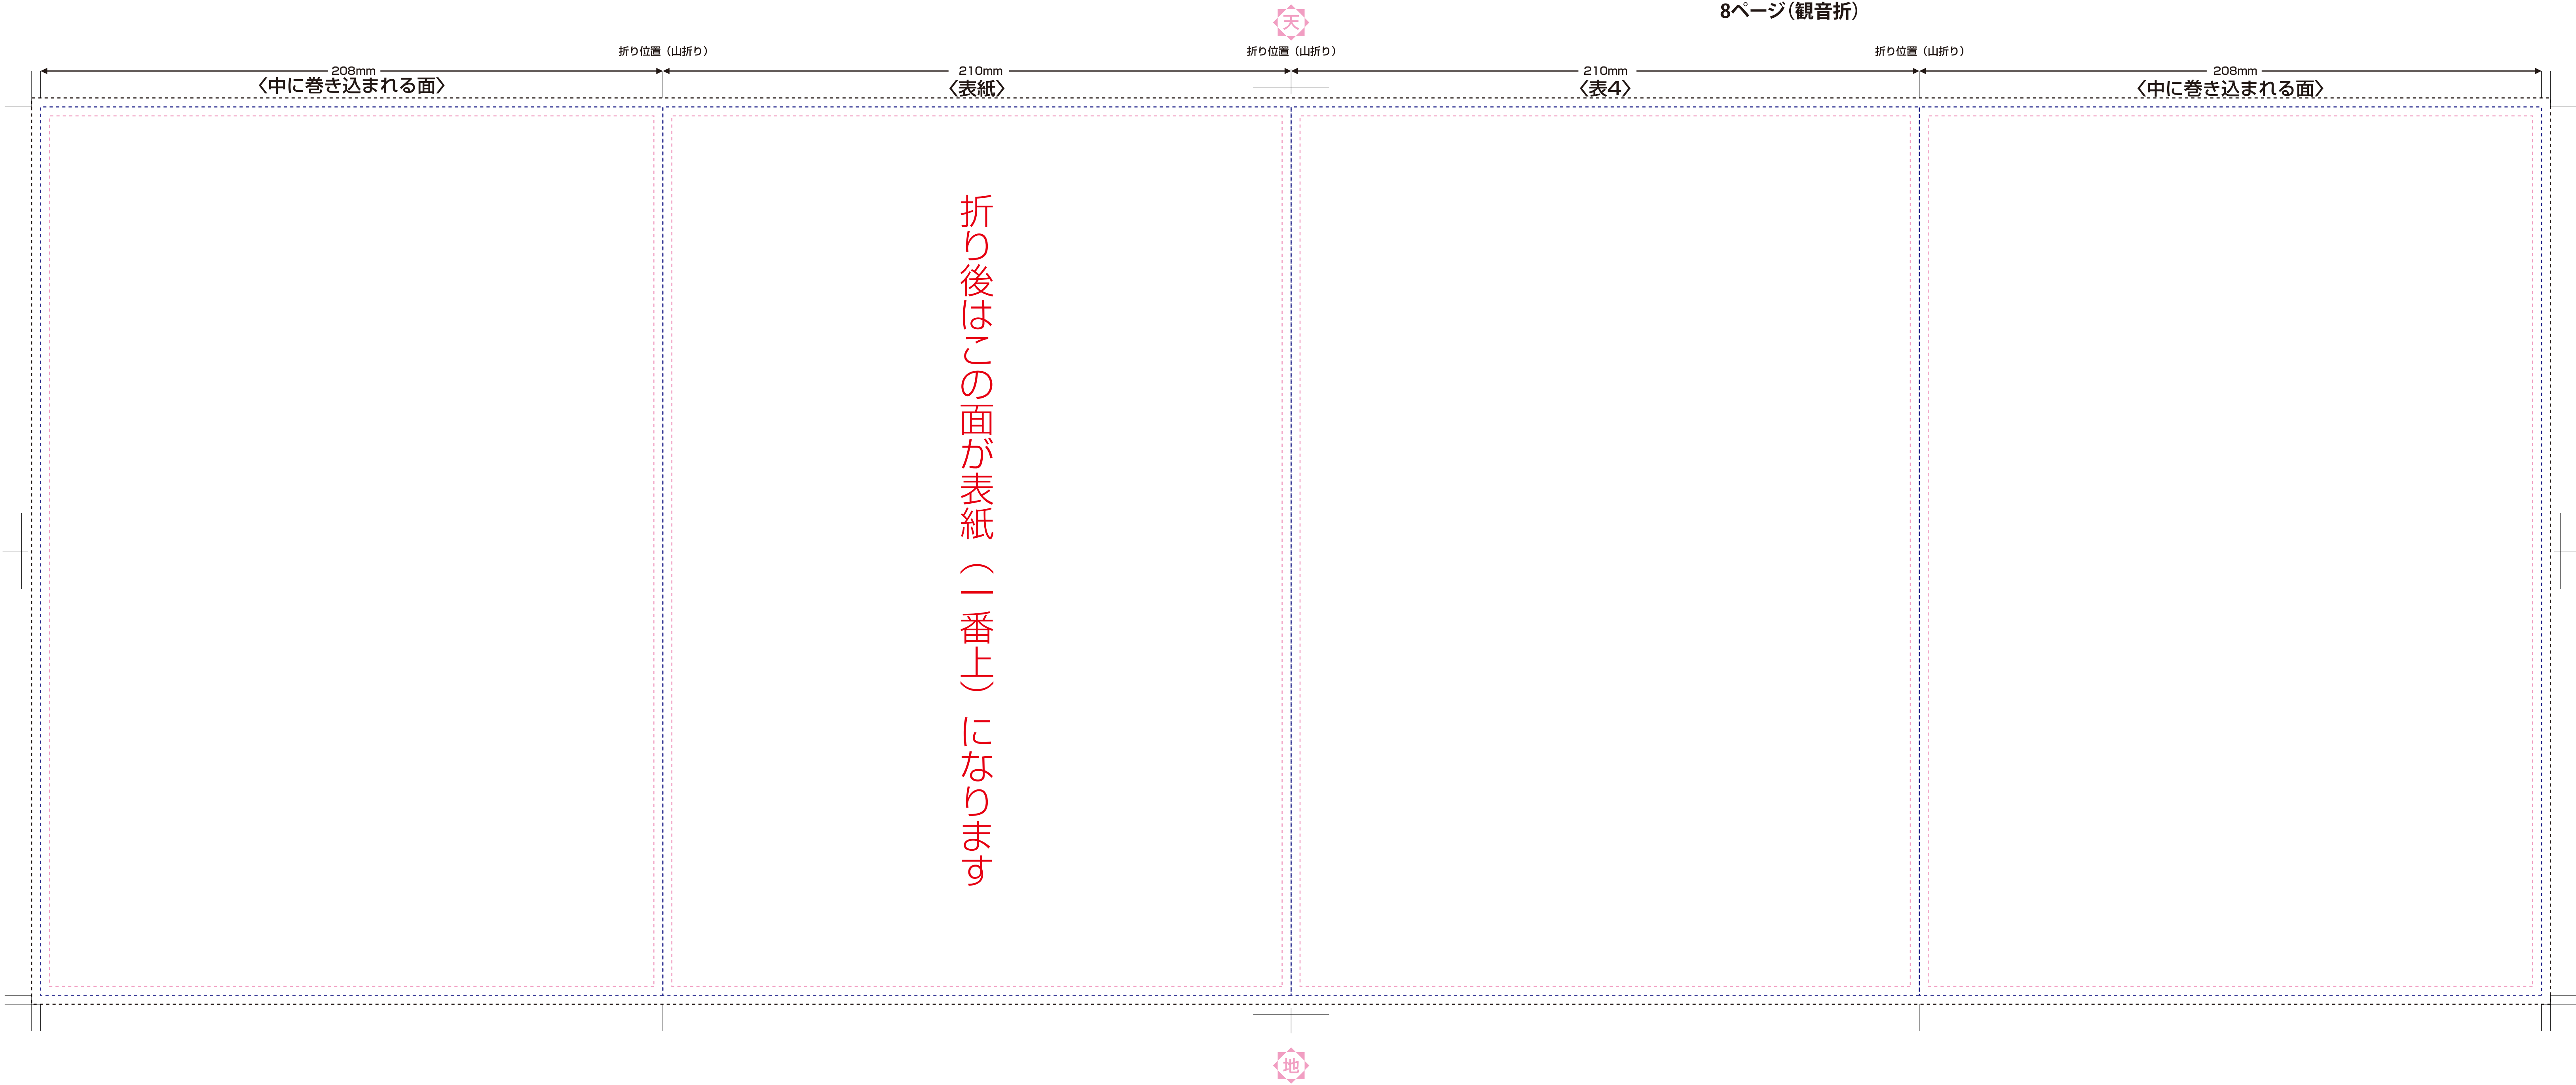 8ページ（観音折）
天
折り位置（山折り）
折り位置（山折り）
折り位置（山折り）
208mm
210mm
210mm
208mm
〈中に巻き込まれる面〉
〈表紙〉
〈表4〉
〈中に巻き込まれる面〉
折り後はこの面が表紙（一番上）になります
地